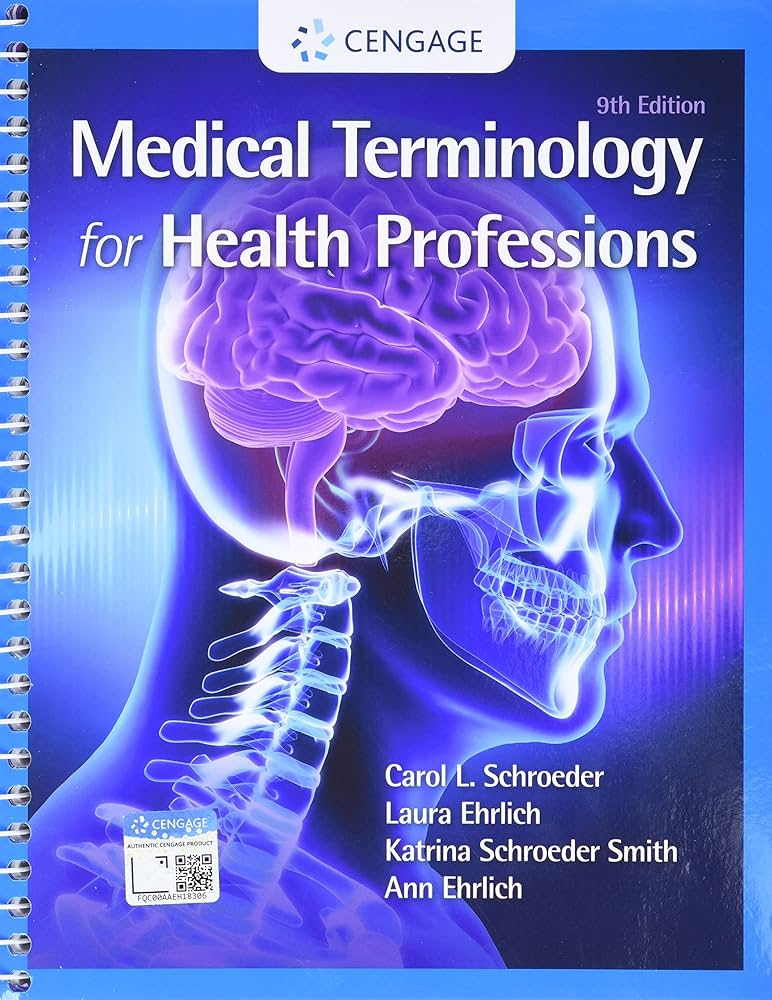 CENGAGE
9th Edition
Medical Terminology
for Health Professions
Carol L. Schroeder
Laura Ehrlich
Katrina Schroeder Smith
Ann Ehrlich
CENGAGE
AUTHENTIC CENGAGE PRODUCT
FQC00AAEH18306